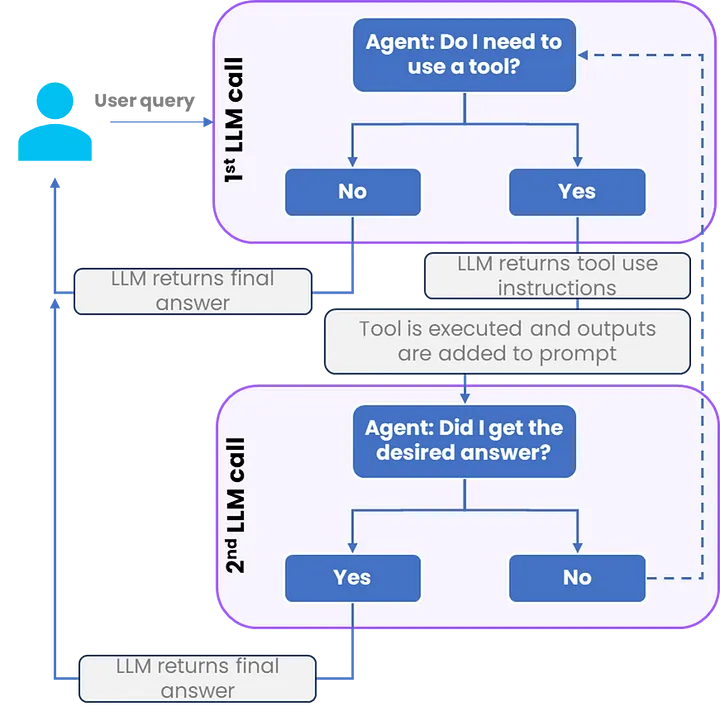 Agent: Do I need to
use a tool?
User query
1st LLM call
No
Yes
LLM returns final
answer
LLM returns tool use
instructions
Tool is executed and outputs
are added to prompt
Agent: Did I get the
desired answer?
2nd LLM call
Yes
No
LLM returns final
answer